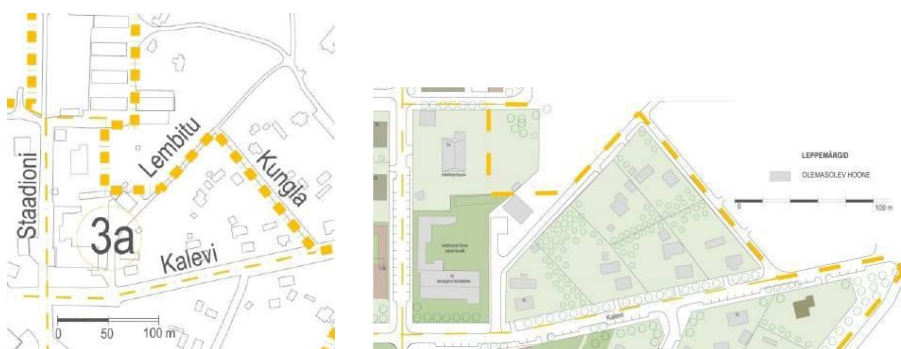 Staadioni
Lembitu
Kungla
3a
Kalevi
0 50 100 m
LEPPEMÄRGID
OLEMASOLEV HOONE
0 100 m
Kalevi